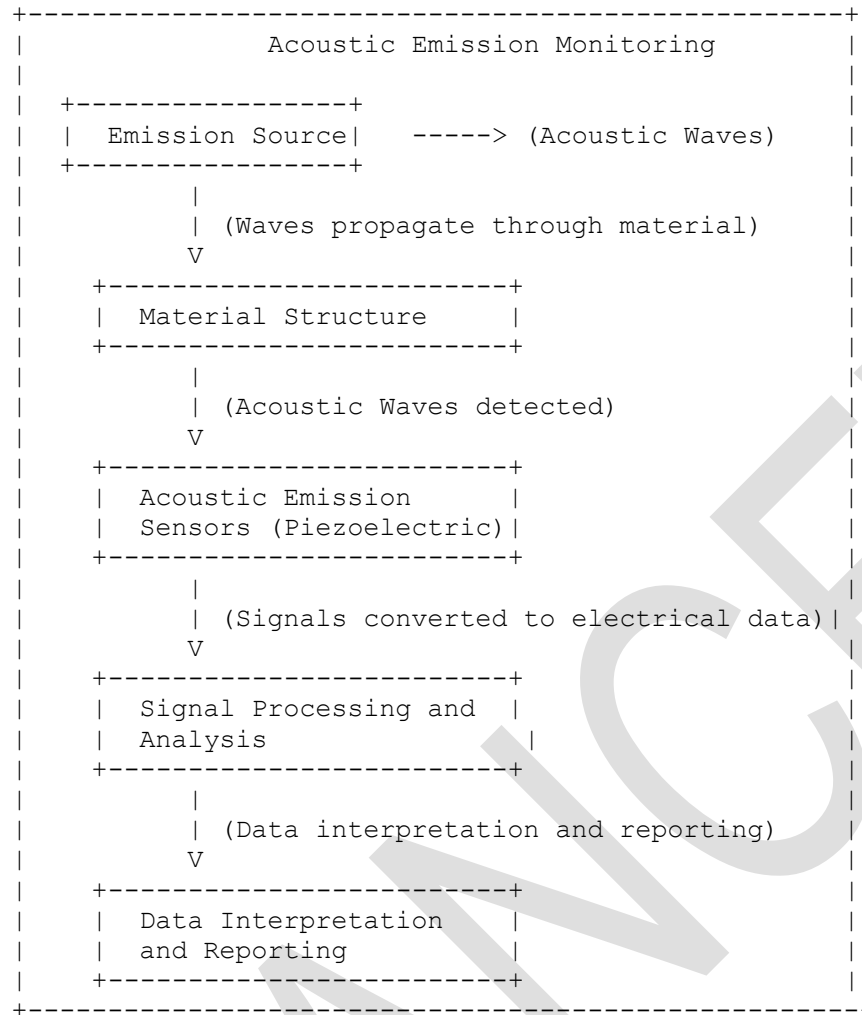 Acoustic Emission Monitoring
Emission Source -----> (Acoustic Waves)
(Waves propagate through material)
V
Material Structure
(Acoustic Waves detected)
V
Acoustic Emission
Sensors (Piezoelectric)
(Signals converted to electrical data)
V
Signal Processing and
Analysis
(Data interpretation and reporting)
V
Data Interpretation
and Reporting